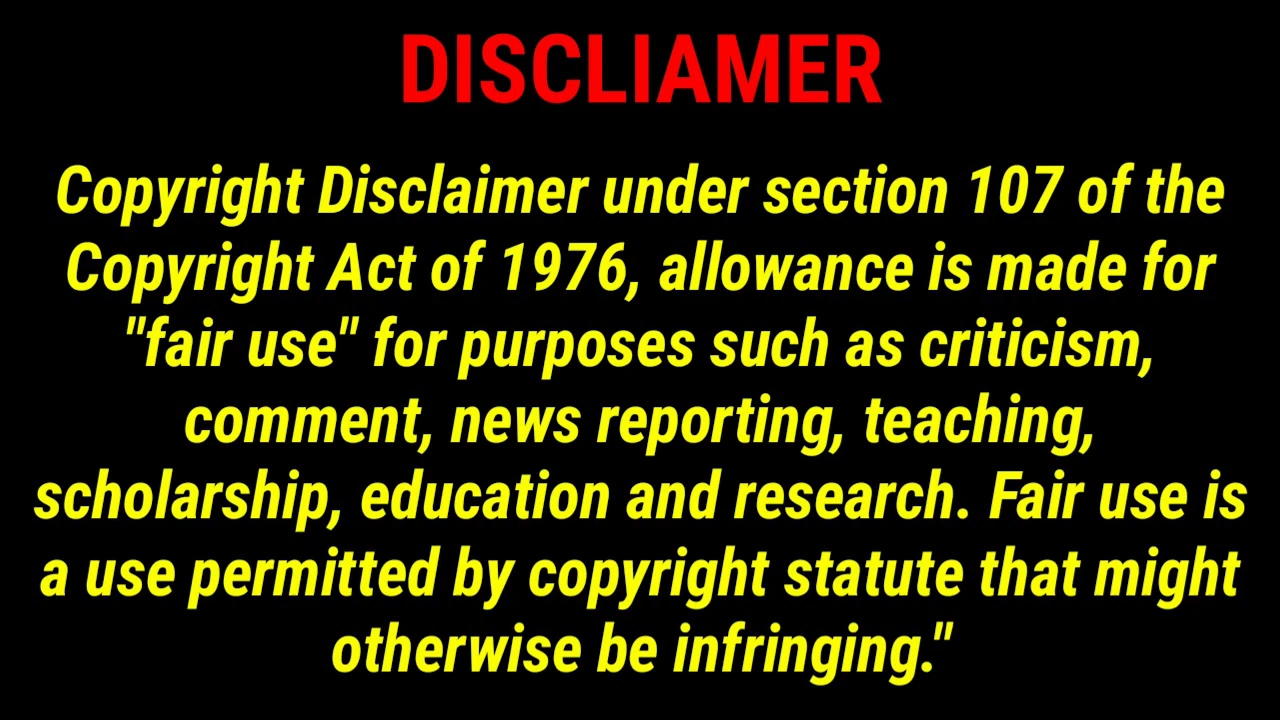 DISCLIAMER
Copyright Disclaimer under section 107 of the
Copyright Act of 1976, allowance is made for
"fair use" for purposes such as criticism,
comment, news reporting, teaching,
scholarship, education and research. Fair use is
a use permitted by copyright statute that might
otherwise be infringing."